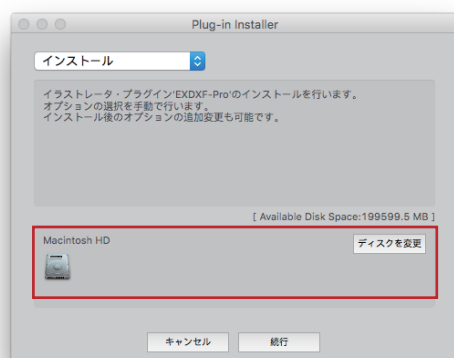 Plug-in Installer
インストール
イラストレータ・プラグイン'EXDXF-Pro'のインストールを行います。
オプションの選択を手動で行います。
インストール後のオプションの追加変更も可能です。
[ Available Disk Space:199599.5 MB ]
Macintosh HD
ディスクを変更
キャンセル
続行